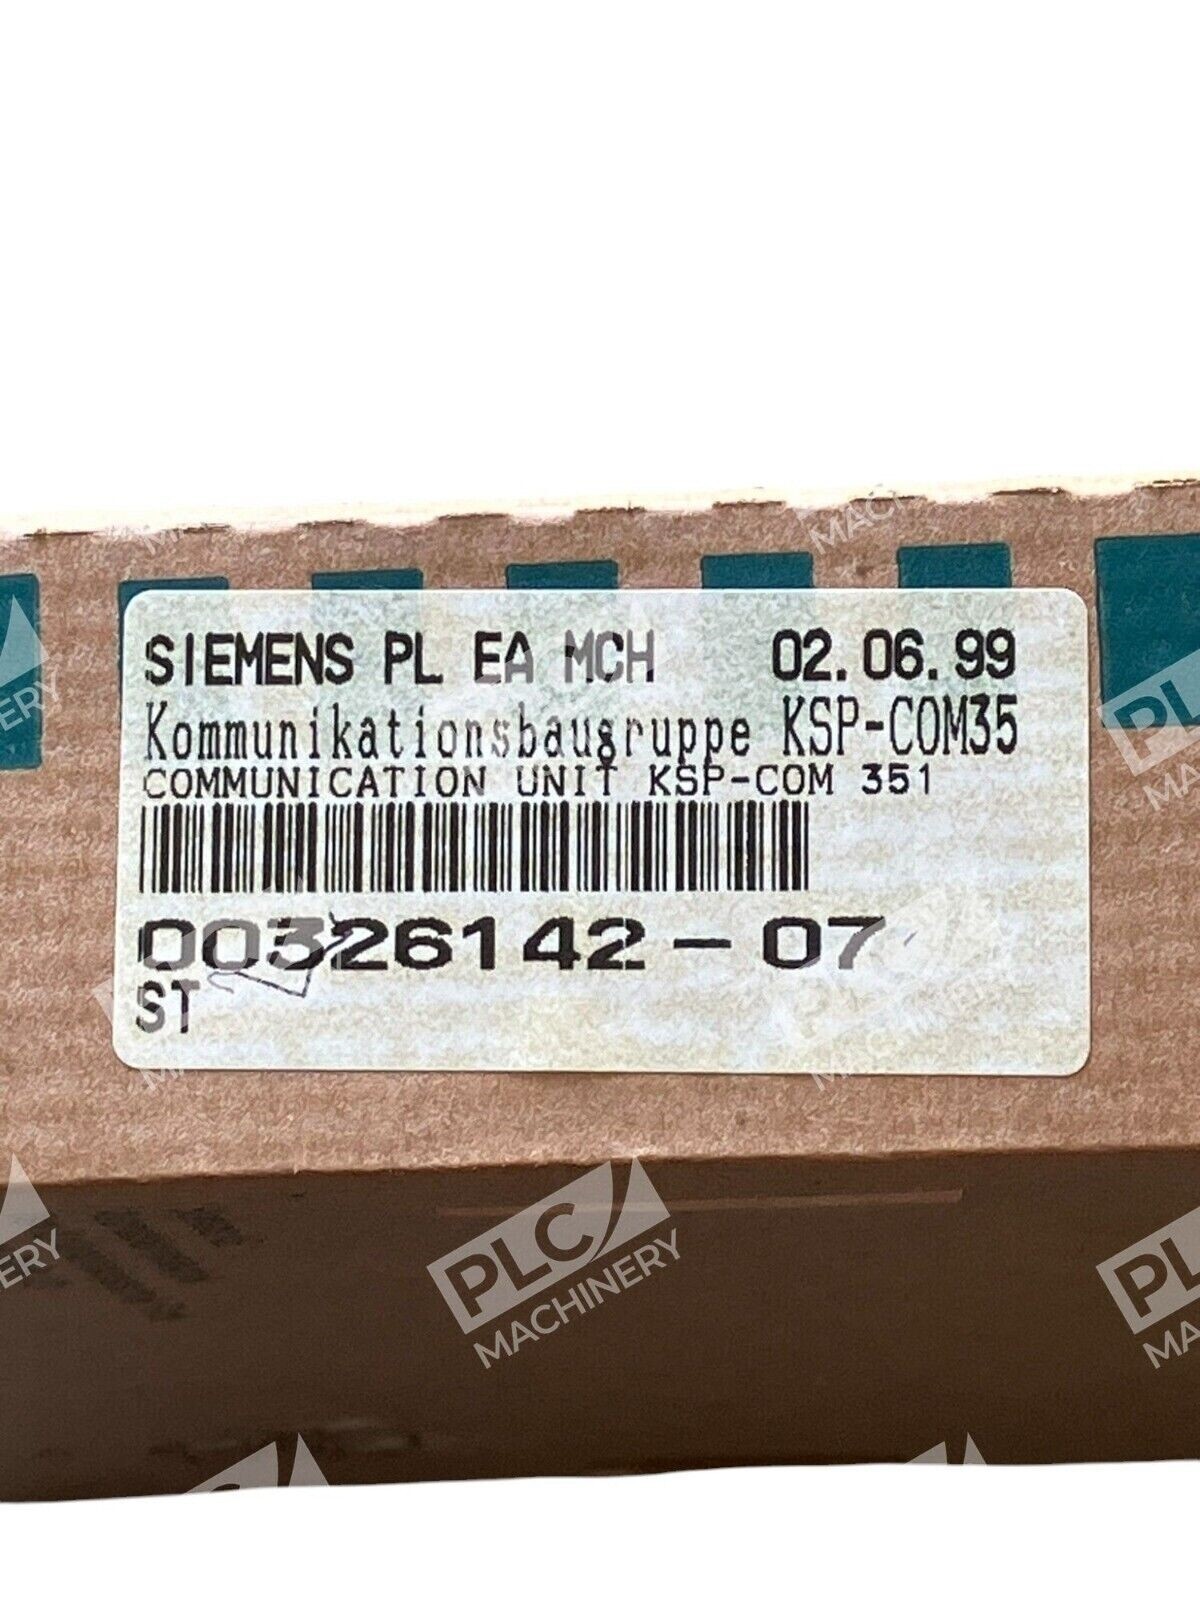 SIEMENS PL EA MCH 02.06.99
Kommunikationsbaugruppe KSP-COM35
COMMUNICATION UNIT KSP-COM 351
00326142-07
ST
PLC
MACHINERY